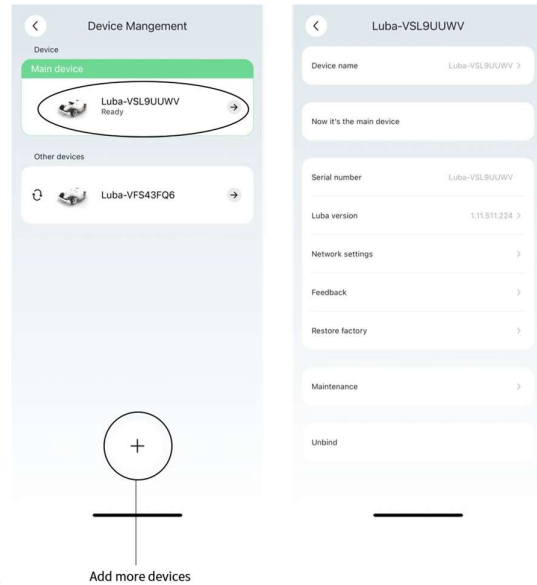 Device Mangement
Device
Main device
Luba-VSL9UUWV
Ready
Other devices
Luba-VFS43FQ6
+
Add more devices
Luba-VSL9UUWV
Device name Luba-VSL9UUWV >
Now it's the main device
Serial number Luba-VSL9UUWV
Luba version 1.11.511.224 >
Network settings >
Feedback >
Restore factory >
Maintenance >
Unbind